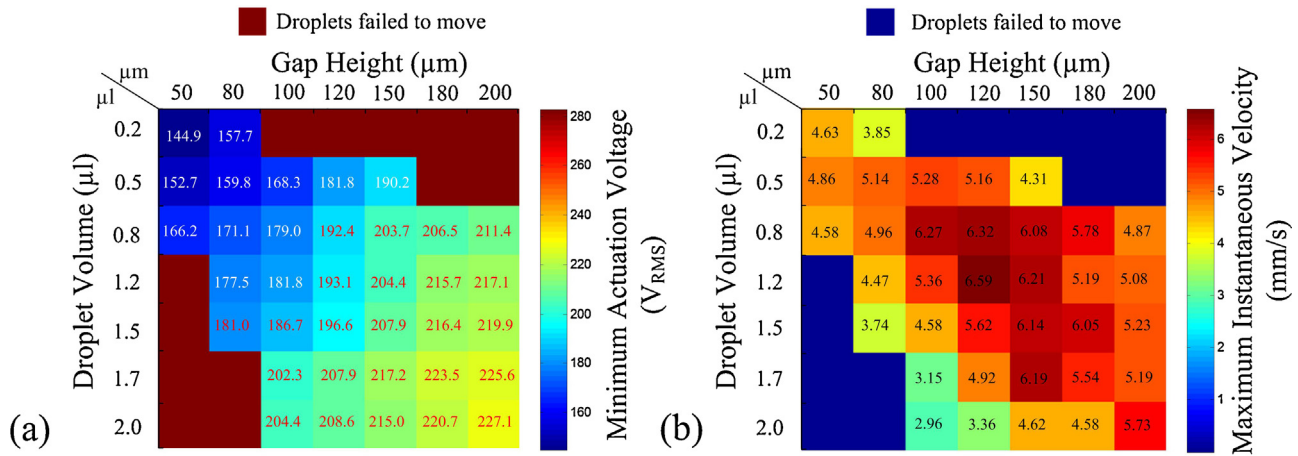 Droplets failed to move
Gap Height (µm)
µm
µl
50 80 100 120 150 180 200
Droplet Volume (µl)
0.2 144.9 157.7
0.5 152.7 159.8 168.3 181.8 190.2
0.8 166.2 171.1 179.0 192.4 203.7 206.5 211.4
1.2 177.5 181.8 193.1 204.4 215.7 217.1
1.5 181.0 186.7 196.6 207.9 216.4 219.9
1.7 202.3 207.9 217.2 223.5 225.6
2.0 204.4 208.6 215.0 220.7 227.1
280
260
240
220
200
180
160
Minimum Actuation Voltage
(VRMS)
(a)
Droplets failed to move
Gap Height (µm)
µm
µl
50 80 100 120 150 180 200
Droplet Volume (µl)
0.2 4.63 3.85
0.5 4.86 5.14 5.28 5.16 4.31
0.8 4.58 4.96 6.27 6.32 6.08 5.78 4.87
1.2 4.47 5.36 6.59 6.21 5.19 5.08
1.5 3.74 4.58 5.62 6.14 6.05 5.23
1.7 3.15 4.92 6.19 5.54 5.19
2.0 2.96 3.36 4.62 4.58 5.73
6
5
4
3
2
1
Maximum Instantaneous Velocity
(mm/s)
(b)